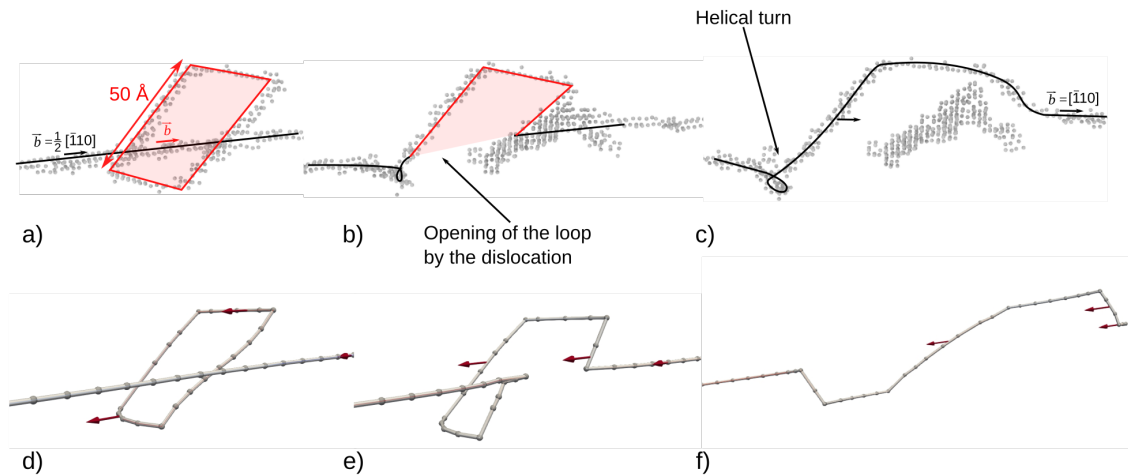 Helical turn
50 Å
b⃗ = ½ [1̄10]
b⃗
b⃗ = [1̄10]
a)
b)
Opening of the loop
by the dislocation
c)
d)
e)
f)